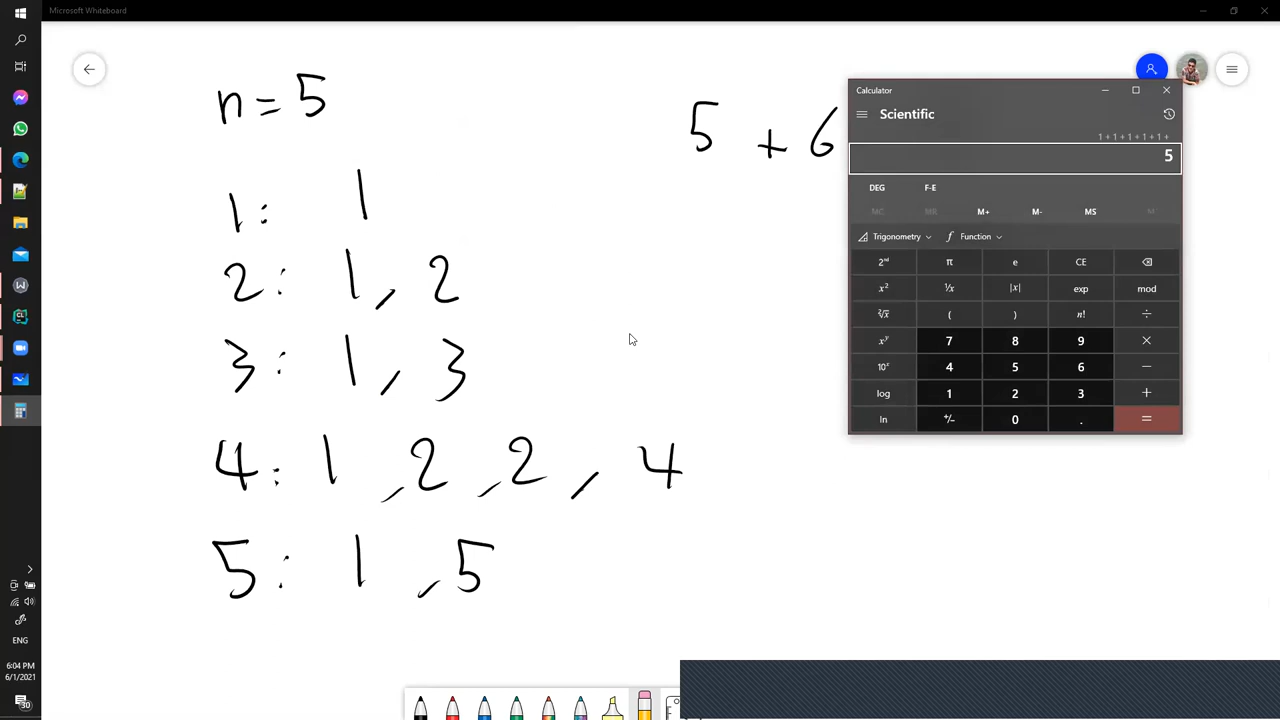 Microsoft Whiteboard
n = 5
5 + 6
1: 1
2: 1, 2
3: 1, 3
4: 1, 2, 2, 4
5: 1, 5
Calculator
Scientific
1 + 1 + 1 + 1 + 1 +
5
DEG F-E
MC MR M+ M- MS
Trigonometry Function
2ⁿᵈ π e CE
x² ¹/x |x| exp mod
²√x ( ) n! ÷
xʸ 7 8 9 ×
10ˣ 4 5 6 −
log 1 2 3 +
ln +/− 0 . =
ENG
6:04 PM
6/1/2021
30